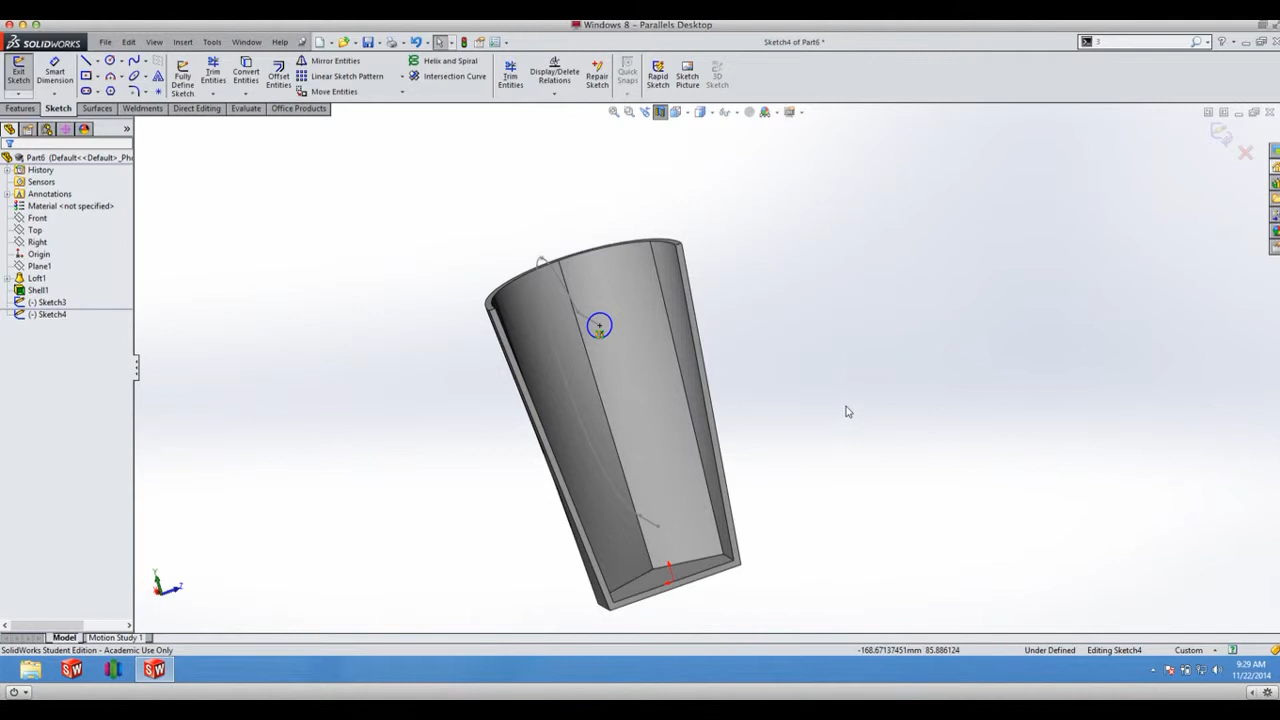 Windows 8 - Parallels Desktop
SOLIDWORKS File Edit View Insert Tools Window Help Sketch4 of Part6 * 3
Exit Sketch Smart Dimension Fully Define Sketch Trim Entities Convert Entities Offset Entities Mirror Entities Linear Sketch Pattern Move Entities Helix and Spiral Intersection Curve Trim Entities Display/Delete Relations Repair Sketch Quick Snaps Rapid Sketch Sketch Picture 3D Sketch
Features Sketch Surfaces Weldments Direct Editing Evaluate Office Products
Part6 (Default<<Default>_Pho
History
Sensors
Annotations
Material <not specified>
Front
Top
Right
Origin
Plane1
Loft1
Shell1
(-) Sketch3
(-) Sketch4
Y
Z
Model Motion Study 1
SolidWorks Student Edition - Academic Use Only -168.67137451mm 85.886124 Under Defined Editing Sketch4 Custom
SW SW
9:29 AM
11/22/2014